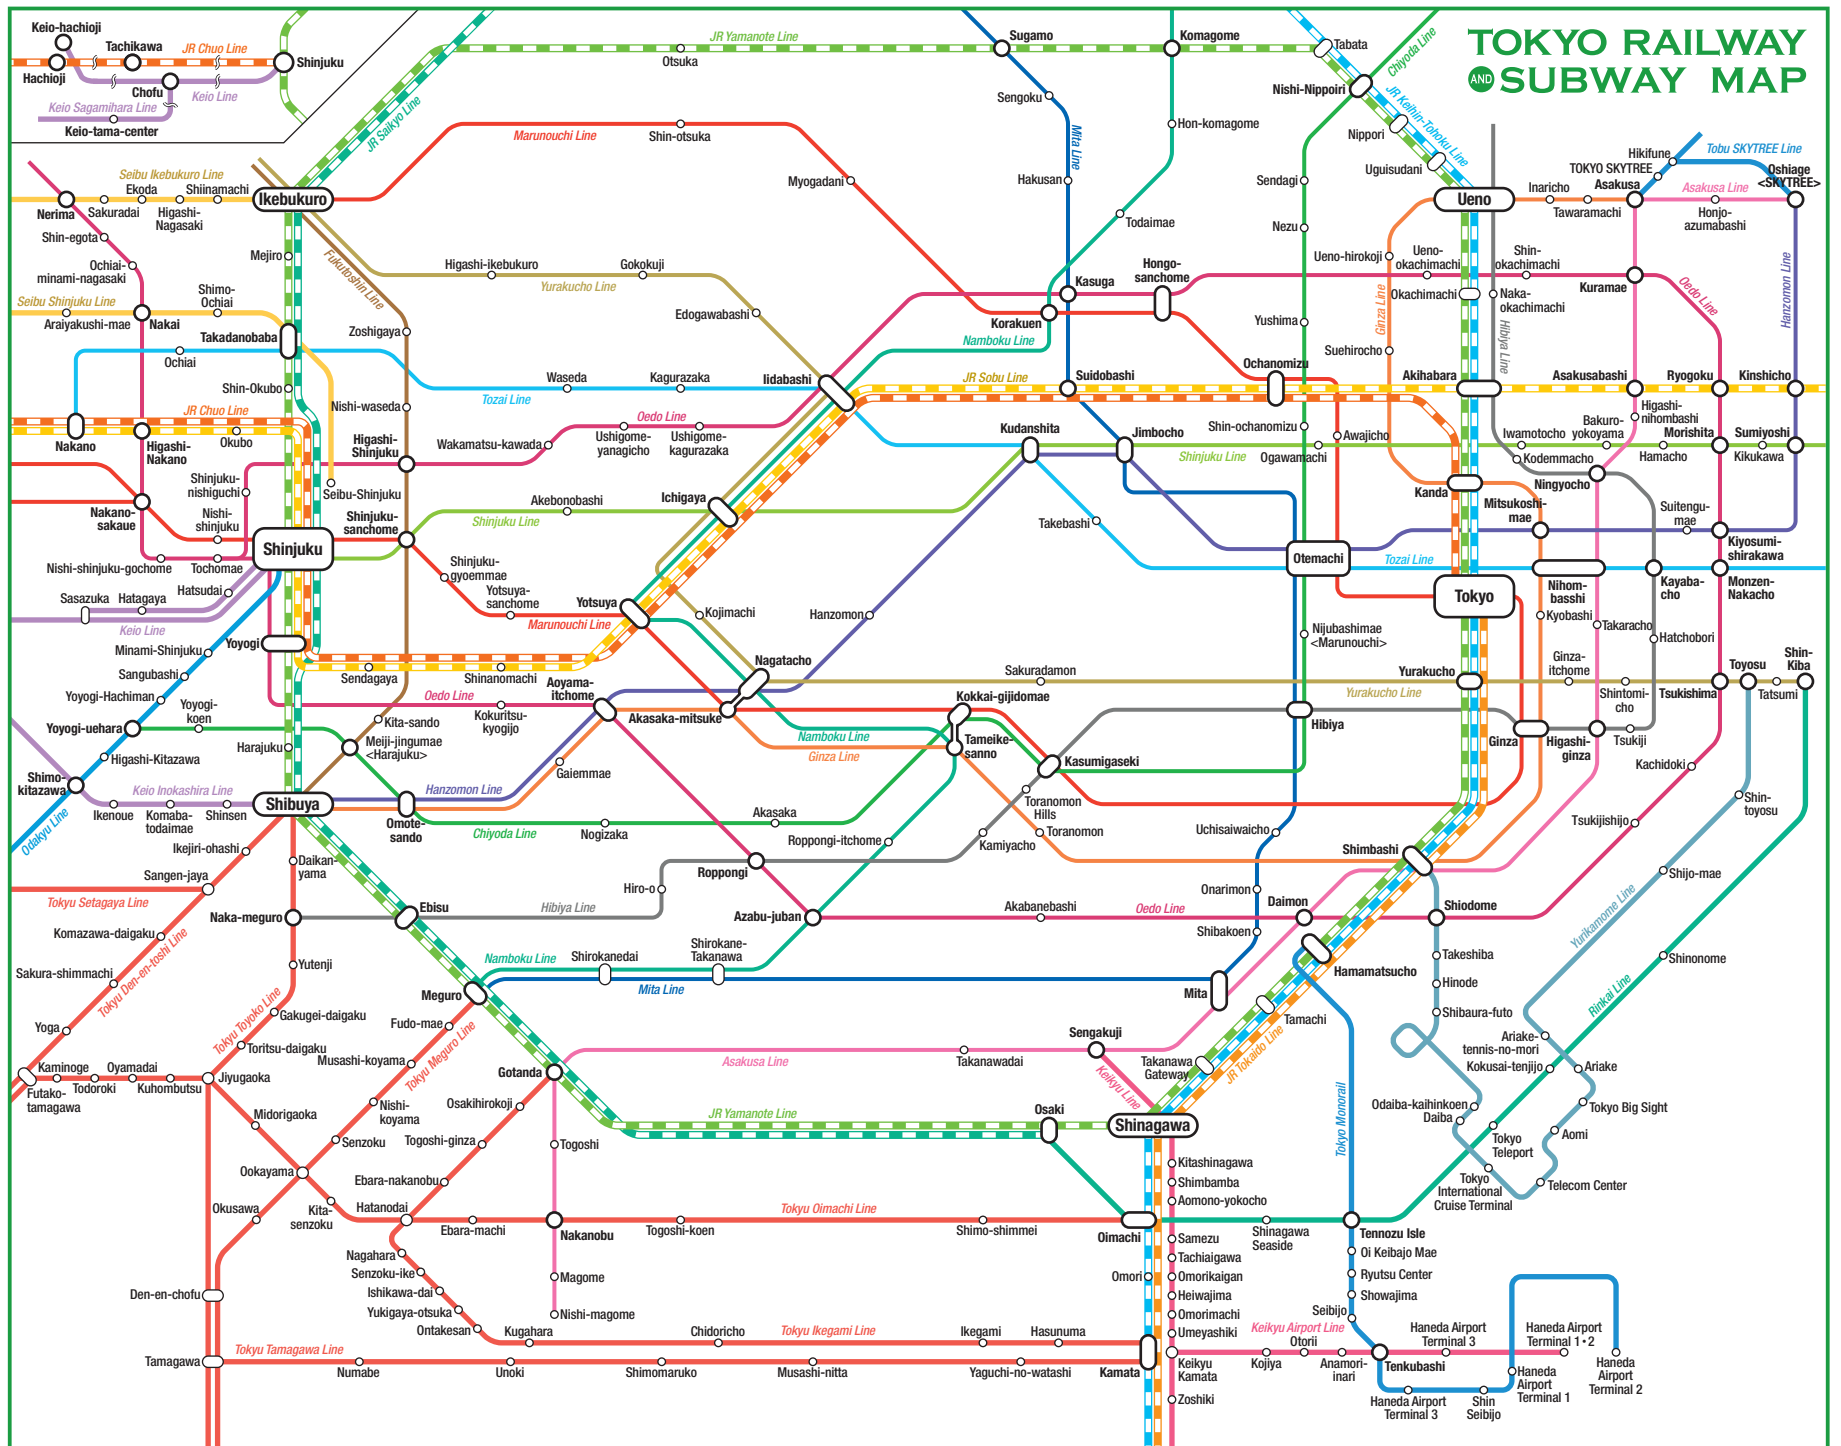 TOKYO RAILWAY
AND SUBWAY MAP
Keio-hachioji
Tachikawa
JR Chuo Line
Shinjuku
Hachioji
Chofu
Keio Line
Keio Sagamihara Line
Keio-tama-center
JR Yamanote Line
Otsuka
Sugamo
Komagome
Tabata
Chiyoda Line
JR Saikyo Line
Sengoku
Nishi-Nippoiri
JR Keihin-Tohoku Line
Marunouchi Line
Shin-otsuka
Mita Line
Hon-komagome
Nippori
Uguisudani
Hikifune
Tobu SKYTREE Line
TOKYO SKYTREE
Oshiage
<SKYTREE>
Seibu Ikebukuro Line
Ekoda
Shiinamachi
Ikebukuro
Myogadani
Hakusan
Sendagi
Ueno
Inaricho
Asakusa
Asakusa Line
Nerima
Sakuradai
Higashi-
Nagasaki
Tawaramachi
Honjo-
azumabashi
Shin-egota
Todaimae
Nezu
Mejiro
Fukutoshin Line
Higashi-ikebukuro
Gokokuji
Yurakucho Line
Ochiai-
minami-nagasaki
Kasuga
Hongo-
sanchome
Ueno-hirokoji
Ueno-
okachimachi
Shin-
okachimachi
Kuramae
Oedo Line
Hanzomon Line
Seibu Shinjuku Line
Shimo-
Ochiai
Araiyakushi-mae
Nakai
Edogawabashi
Korakuen
Namboku Line
Yushima
Ginza Line
Okachimachi
Naka-
okachimachi
Hibiya Line
Takadanobaba
Zoshigaya
Ochiai
Suehirocho
Ochanomizu
Shin-Okubo
Waseda
Kagurazaka
Iidabashi
JR Sobu Line
Suidobashi
Akihabara
Asakusabashi
Ryogoku
Kinshicho
Tozai Line
Nishi-waseda
JR Chuo Line
Nakano
Higashi-
Nakano
Okubo
Higashi-
Shinjuku
Wakamatsu-kawada
Oedo Line
Ushigome-
yanagicho
Ushigome-
kagurazaka
Kudanshita
Jimbocho
Shin-ochanomizu
Awajicho
Shinjuku Line
Ogawamachi
Iwamotocho
Bakuro-
yokoyama
Higashi-
nihombashi
Morishita
Sumiyoshi
Hamacho
Kikukawa
Kodemmacho
Shinjuku-
nishiguchi
Seibu-Shinjuku
Nakano-
sakaue
Nishi-
shinjuku
Shinjuku-
sanchome
Akebonobashi
Shinjuku Line
Ichigaya
Takebashi
Kanda
Mitsukoshi-
mae
Ningyocho
Suitengu-
mae
Kiyosumi-
shirakawa
Shinjuku
Otemachi
Tozai Line
Nishi-shinjuku-gochome
Tochomae
Shinjuku-
gyoemmae
Tokyo
Nihom-
basshi
Kayaba-
cho
Monzen-
Nakacho
Sasazuka
Hatagaya
Hatsudai
Keio Line
Yotsuya-
sanchome
Yotsuya
Marunouchi Line
Kojimachi
Hanzomon
Kyobashi
Takaracho
Hatchobori
Nijubashimae
<Marunouchi>
Yoyogi
Minami-Shinjuku
Sangubashi
Sendagaya
Shinanomachi
Nagatacho
Sakuradamon
Yurakucho
Yurakucho Line
Ginza-
itchome
Shintomi-
cho
Tsukishima
Toyosu
Shin-
Kiba
Tatsumi
Yoyogi-Hachiman
Yoyogi-
koen
Yoyogi-uehara
Oedo Line
Kokuritsu-
kyogijo
Aoyama-
itchome
Akasaka-mitsuke
Kokkai-gijidomae
Hibiya
Ginza
Higashi-
ginza
Tsukiji
Kita-sando
Harajuku
Meiji-jingumae
<Harajuku>
Namboku Line
Ginza Line
Tameike-
sanno
Kasumigaseki
Higashi-Kitazawa
Gaiemmae
Kachidoki
Shimo-
kitazawa
Keio Inokashira Line
Ikenoue
Komaba-
todaimae
Shinsen
Shibuya
Hanzomon Line
Omote-
sando
Chiyoda Line
Nogizaka
Akasaka
Toranomon
Hills
Toranomon
Kamiyacho
Roppongi-itchome
Uchisaiwaicho
Shin-
toyosu
Tsukijishijo
Odakyu Line
Ikejiri-ohashi
Daikan-
yama
Shimbashi
Sangen-jaya
Roppongi
Shijo-mae
Tokyu Setagaya Line
Naka-meguro
Ebisu
Hiro-o
Hibiya Line
Azabu-juban
Akabanebashi
Oedo Line
Onarimon
Daimon
Shiodome
Yurikamome Line
Komazawa-daigaku
Shibakoen
Tokyu Den-en-toshi Line
Yutenji
Namboku Line
Shirokanedai
Shirokane-
Takanawa
Mita Line
Hamamatsucho
Takeshiba
Shinonome
Sakura-shimmachi
Meguro
Mita
Hinode
Rinkai Line
Tokyu Toyoko Line
Gakugei-daigaku
Fudo-mae
Tokyu Meguro Line
Tamachi
Shibaura-futo
Yoga
Toritsu-daigaku
Musashi-koyama
Sengakuji
Asakusa Line
Takanawadai
Takanawa
Gateway
JR Tokaido Line
Ariake-
tennis-no-mori
Kokusai-tenjijo
Ariake
Kaminoge
Oyamadai
Todoroki
Kuhombutsu
Jiyugaoka
Futako-
tamagawa
Gotanda
Keikyu Line
Nishi-
koyama
Osakihirokoji
JR Yamanote Line
Osaki
Shinagawa
Tokyo Monorail
Odaiba-kaihinkoen
Daiba
Tokyo Big Sight
Midorigaoka
Senzoku
Togoshi-ginza
Togoshi
Tokyo
Teleport
Aomi
Ookayama
Ebara-nakanobu
Kitashinagawa
Shimbamba
Aomono-yokocho
Tokyo
International
Cruise Terminal
Telecom Center
Okusawa
Kita-
senzoku
Hatanodai
Ebara-machi
Nakanobu
Togoshi-koen
Tokyu Oimachi Line
Shimo-shimmei
Oimachi
Shinagawa
Seaside
Tennozu Isle
Nagahara
Senzoku-ike
Ishikawa-dai
Yukigaya-otsuka
Ontakesan
Magome
Nishi-magome
Omori
Samezu
Tachiaigawa
Omorikaigan
Heiwajima
Omorimachi
Umeyashiki
Oi Keibajo Mae
Ryutsu Center
Showajima
Seibijo
Den-en-chofu
Kugahara
Chidoricho
Tokyu Ikegami Line
Ikegami
Hasunuma
Keikyu Airport Line
Otorii
Haneda Airport
Terminal 3
Haneda Airport
Terminal 1・2
Tamagawa
Tokyu Tamagawa Line
Numabe
Unoki
Shimomaruko
Musashi-nitta
Yaguchi-no-watashi
Kamata
Keikyu
Kamata
Kojiya
Anamori-
inari
Tenkubashi
Haneda
Airport
Terminal 1
Haneda
Airport
Terminal 2
Zoshiki
Haneda Airport
Terminal 3
Shin
Seibijo